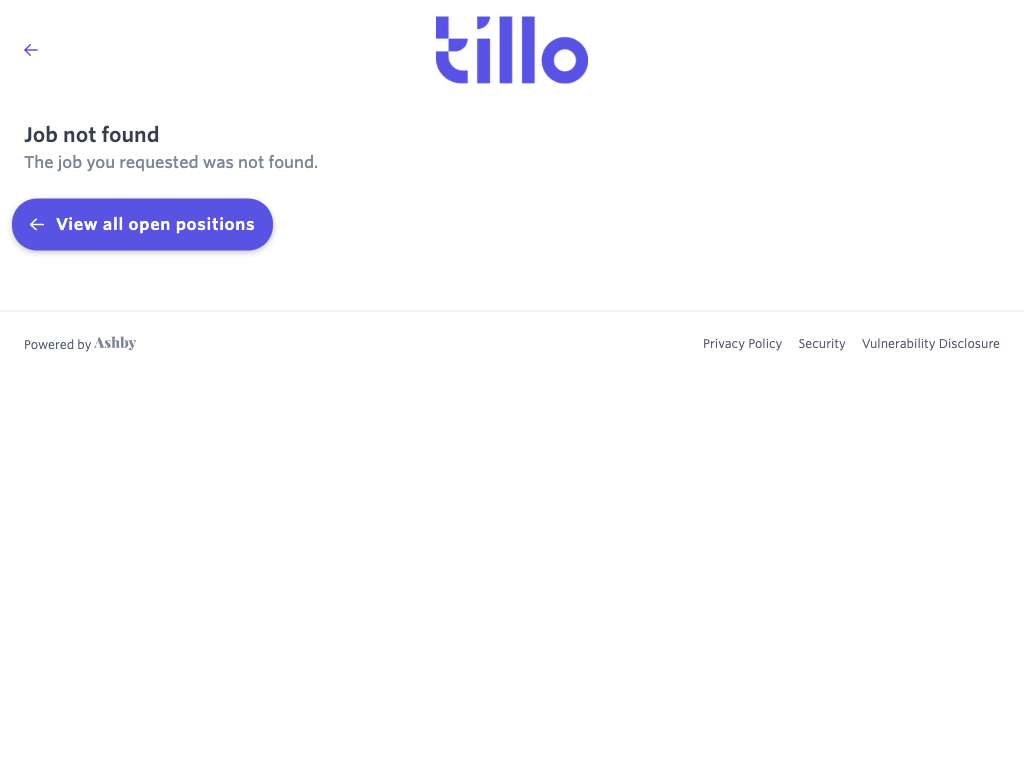 tillo
Job not found
The job you requested was not found.
View all open positions
Powered by Ashby
Privacy Policy Security Vulnerability Disclosure